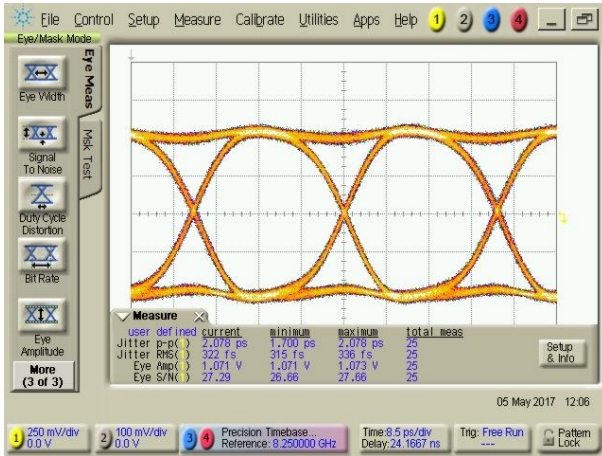 File Control Setup Measure Calibrate Utilities Apps Help 1 2 3 4
Eye/Mask Mode
Eye Meas
Msk Test
Eye Width
Signal
To Noise
Duty Cycle
Distortion
Bit Rate
Eye
Amplitude
More
(3 of 3)
Measure
user defined current minimum maximum total meas
Jitter p-p( ) 2.078 ps 1.700 ps 2.078 ps 25
Jitter RMS( ) 322 fs 315 fs 336 fs 25
Eye Amp( ) 1.071 V 1.071 V 1.073 V 25
Eye S/N( ) 27.29 26.66 27.66 25
Setup
& Info
05 May 2017 12:06
1 250 mV/div 2 100 mV/div 3 4 Precision Timebase... Time:8.5 ps/div Trig: Free Run Pattern
0.0 V 0.0 V Reference: 8.250000 GHz Delay:24.1667 ns --- Lock